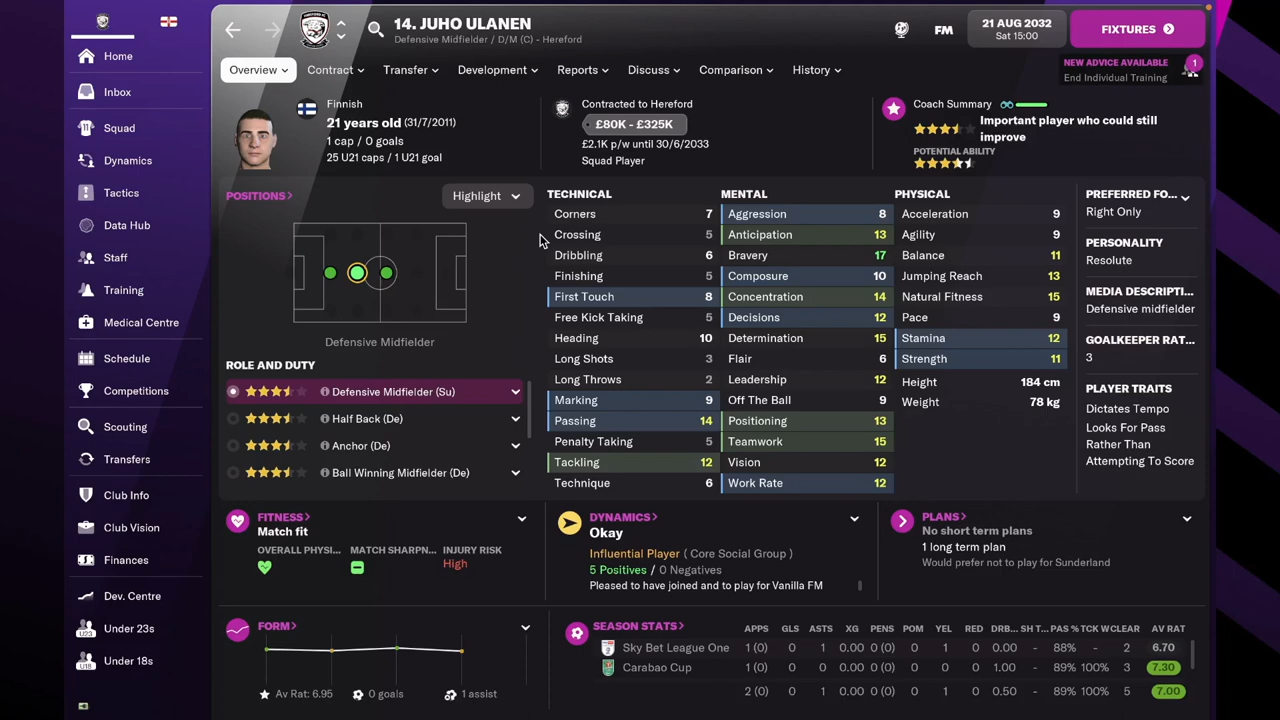 14. JUHO ULANEN
Defensive Midfielder / D/M (C) - Hereford
FM
21 AUG 2032
Sat 15:00
FIXTURES
Home
Inbox
Squad
Dynamics
Tactics
Data Hub
Staff
Training
Medical Centre
Schedule
Competitions
Scouting
Transfers
Club Info
Club Vision
Finances
Dev. Centre
Under 23s
Under 18s
U23
U18
Overview
Contract
Transfer
Development
Reports
Discuss
Comparison
History
NEW ADVICE AVAILABLE
End Individual Training
1
Finnish
21 years old (31/7/2011)
1 cap / 0 goals
25 U21 caps / 1 U21 goal
Contracted to Hereford
£80K - £325K
£2.1K p/w until 30/6/2033
Squad Player
Coach Summary
Important player who could still
improve
POTENTIAL ABILITY
POSITIONS>
Highlight
Defensive Midfielder
ROLE AND DUTY
Defensive Midfielder (Su)
Half Back (De)
Anchor (De)
Ball Winning Midfielder (De)
TECHNICAL
Corners 7
Crossing 5
Dribbling 6
Finishing 5
First Touch 8
Free Kick Taking 5
Heading 10
Long Shots 3
Long Throws 2
Marking 9
Passing 14
Penalty Taking 5
Tackling 12
Technique 6
MENTAL
Aggression 8
Anticipation 13
Bravery 17
Composure 10
Concentration 14
Decisions 12
Determination 15
Flair 6
Leadership 12
Off The Ball 9
Positioning 13
Teamwork 15
Vision 12
Work Rate 12
PHYSICAL
Acceleration 9
Agility 9
Balance 11
Jumping Reach 13
Natural Fitness 15
Pace 9
Stamina 12
Strength 11
Height 184 cm
Weight 78 kg
PREFERRED FO...
Right Only
PERSONALITY
Resolute
MEDIA DESCRIPTI...
Defensive midfielder
GOALKEEPER RAT...
3
PLAYER TRAITS
Dictates Tempo
Looks For Pass
Rather Than
Attempting To Score
FITNESS>
Match fit
OVERALL PHYSI...
MATCH SHARPN...
INJURY RISK
High
DYNAMICS>
Okay
Influential Player ( Core Social Group )
5 Positives / 0 Negatives
Pleased to have joined and to play for Vanilla FM
PLANS>
No short term plans
1 long term plan
Would prefer not to play for Sunderland
FORM>
Av Rat: 6.95
0 goals
1 assist
SEASON STATS>
APPS GLS ASTS XG PENS POM YEL RED DRB... SH T... PAS % TCK W CLEAR AV RAT
Sky Bet League One 1 (0) 0 1 0.00 0 (0) 0 1 0 0.00 - 88% - 2 6.70
Carabao Cup 1 (0) 0 0 0.00 0 (0) 0 0 0 1.00 - 89% 100% 3 7.30
2 (0) 0 1 0.00 0 (0) 0 1 0 0.50 - 89% 100% 5 7.00